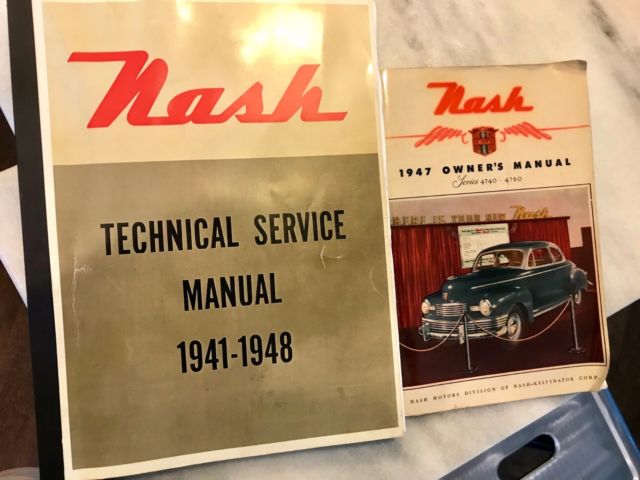 Nash
TECHNICAL SERVICE
MANUAL
1941-1948
Nash
1947 OWNER'S MANUAL
Series 4740 - 4760
HERE IS YOUR NEW Nash
NASH MOTORS DIVISION OF NASH-KELVINATOR CORP.